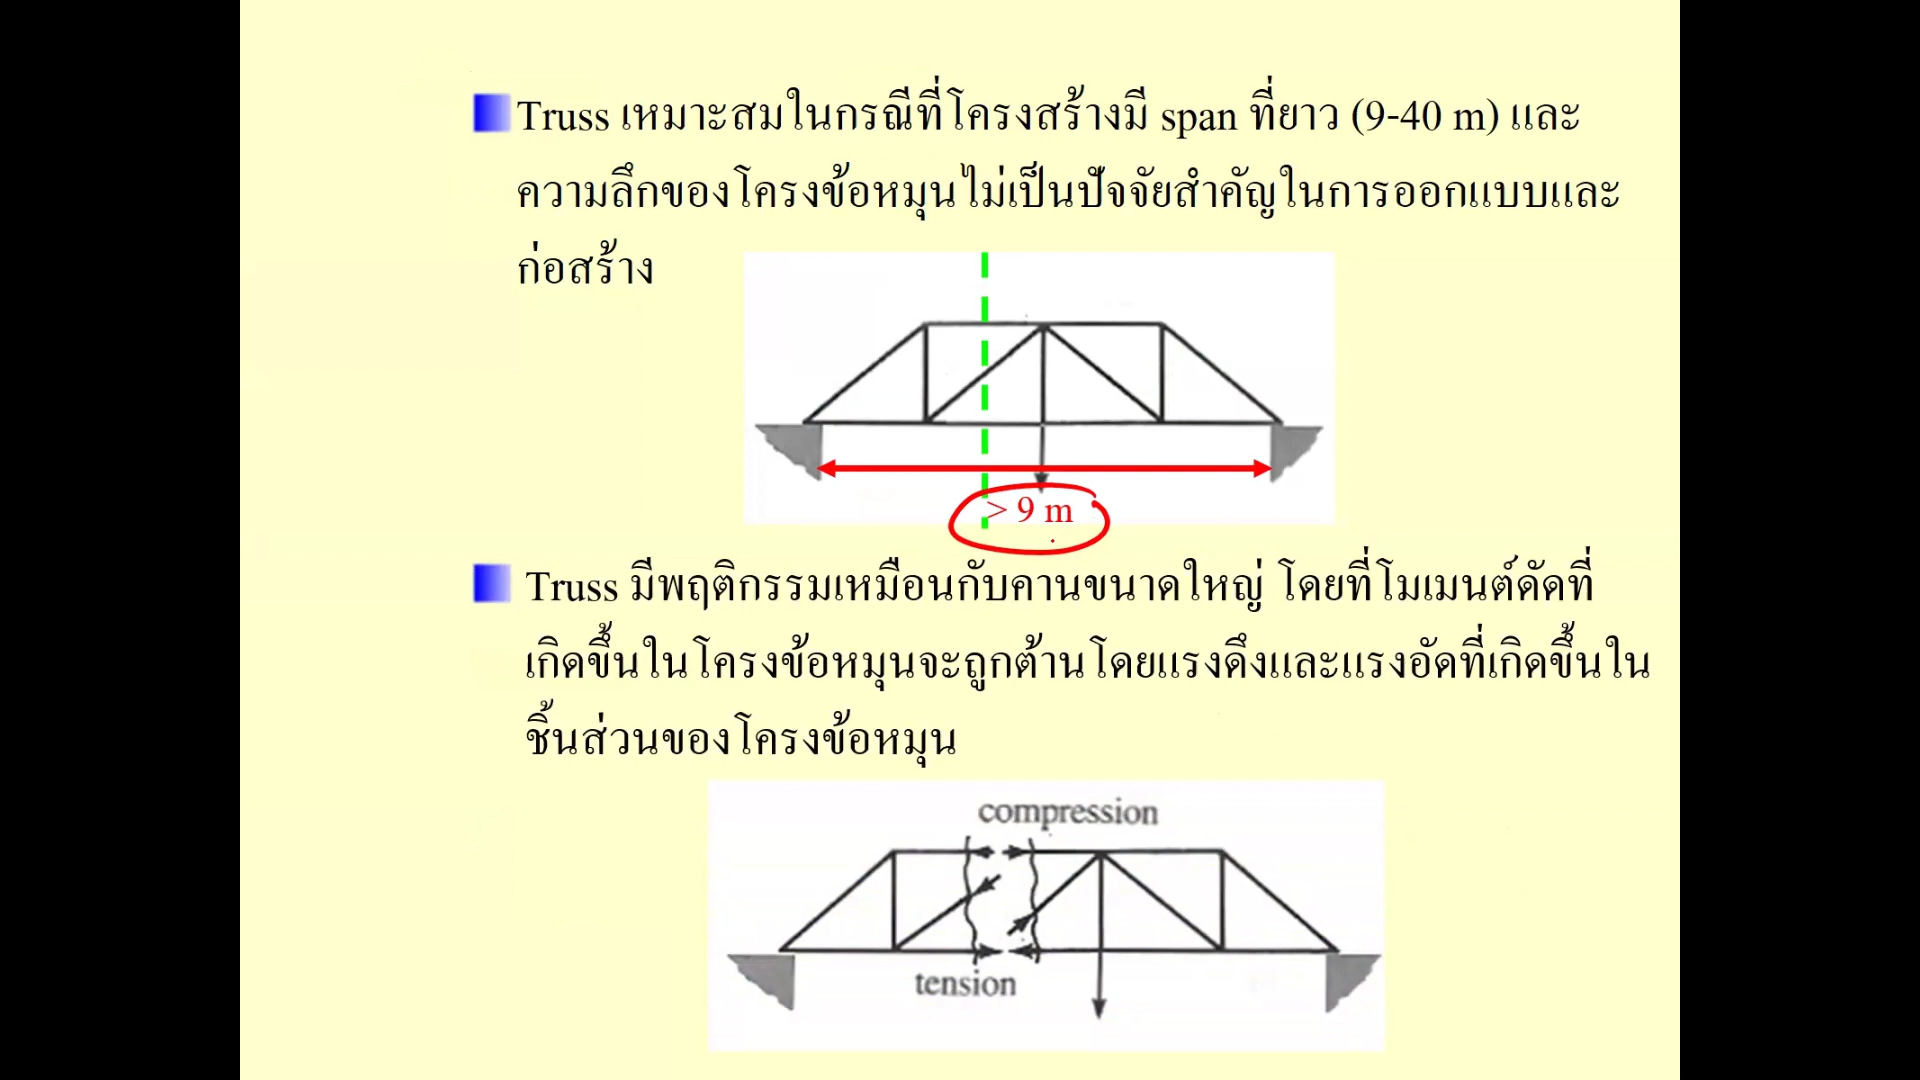 Truss เหมาะสมในกรณีที่โครงสร้างมี span ที่ยาว (9-40 m) และ
ความลึกของโครงข้อหมุนไม่เป็นปัจจัยสำคัญในการออกแบบและ
ก่อสร้าง
> 9 m
Truss มีพฤติกรรมเหมือนกับคานขนาดใหญ่ โดยที่โมเมนต์ดัดที่
เกิดขึ้นในโครงข้อหมุนจะถูกต้านโดยแรงดึงและแรงอัดที่เกิดขึ้นใน
ชิ้นส่วนของโครงข้อหมุน
compression
tension